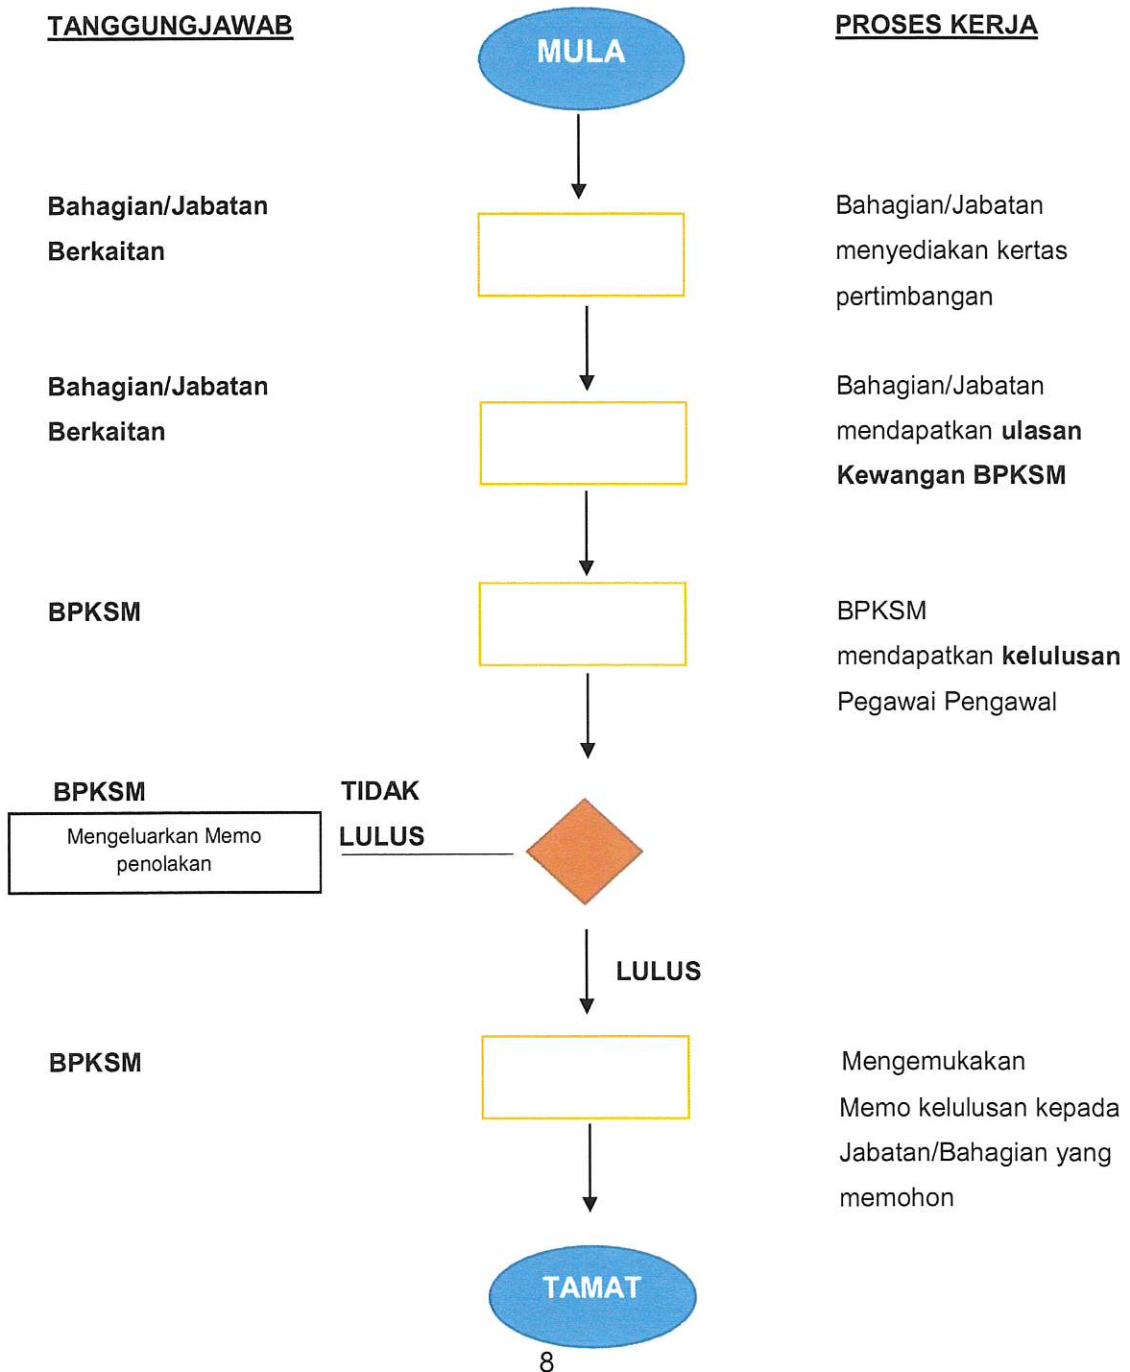 TANGGUNGJAWAB
MULA
PROSES KERJA
Bahagian/Jabatan
Berkaitan
Bahagian/Jabatan
menyediakan kertas
pertimbangan
Bahagian/Jabatan
Berkaitan
Bahagian/Jabatan
mendapatkan ulasan
Kewangan BPKSM
BPKSM
BPKSM
mendapatkan kelulusan
Pegawai Pengawal
BPKSM
Mengeluarkan Memo
penolakan
TIDAK
LULUS
LULUS
BPKSM
Mengemukakan
Memo kelulusan kepada
Jabatan/Bahagian yang
memohon
TAMAT
8